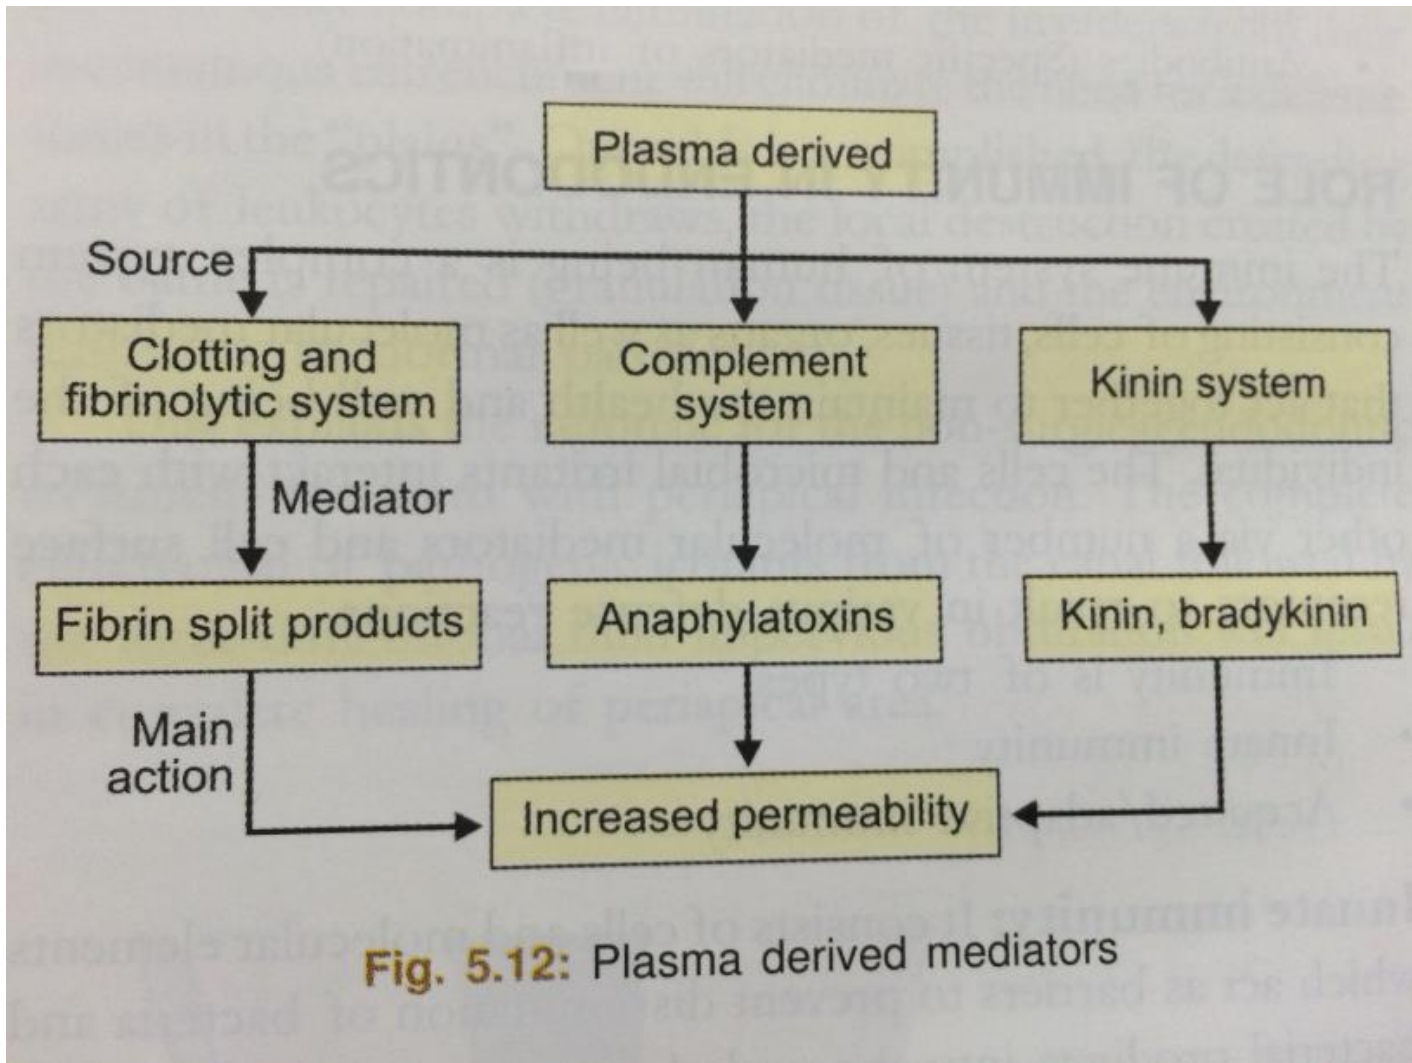 Plasma derived
Source
Clotting and
fibrinolytic system
Complement
system
Kinin system
Mediator
Fibrin split products
Anaphylatoxins
Kinin, bradykinin
Main
action
Increased permeability
Fig. 5.12: Plasma derived mediators